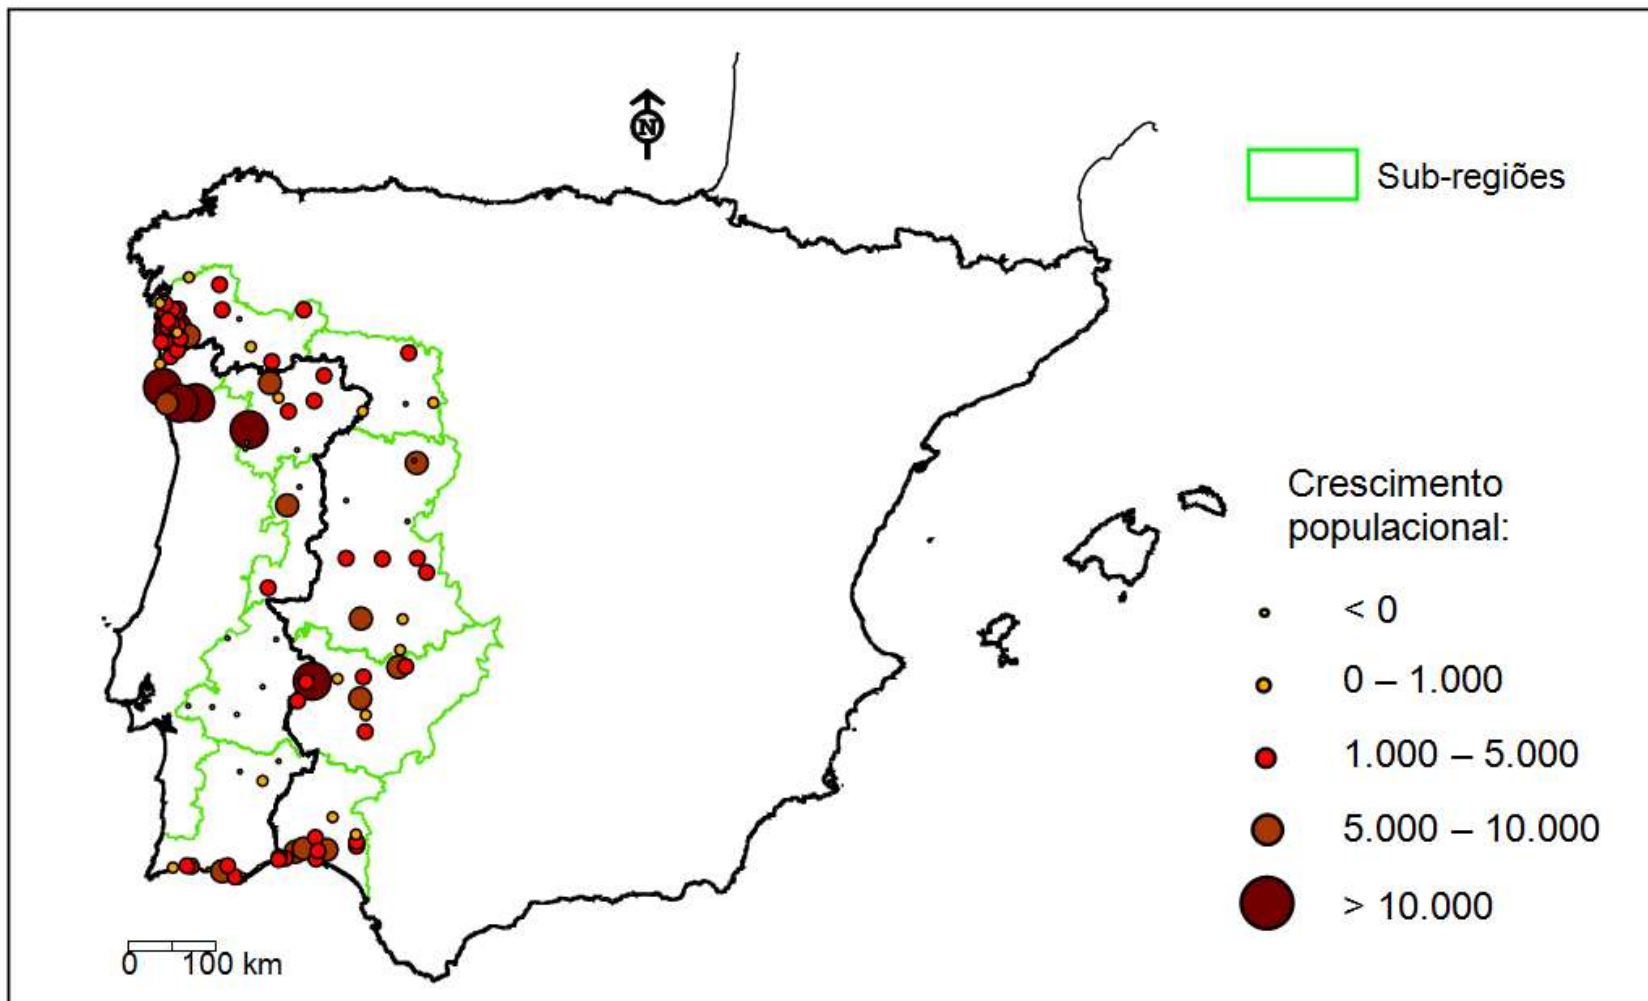 N
Sub-regiões
Crescimento
populacional:
< 0
0 – 1.000
1.000 – 5.000
5.000 – 10.000
> 10.000
0 100 km